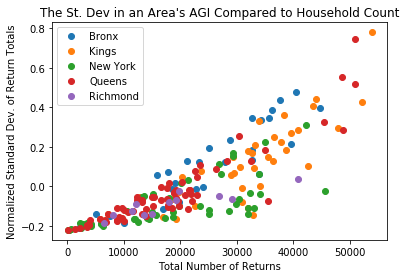 The St. Dev in an Area's AGI Compared to Household Count
Normalized Standard Dev. of Return Totals
0.8
0.6
0.4
0.2
0.0
−0.2
Bronx
Kings
New York
Queens
Richmond
0
10000
20000
30000
40000
50000
Total Number of Returns